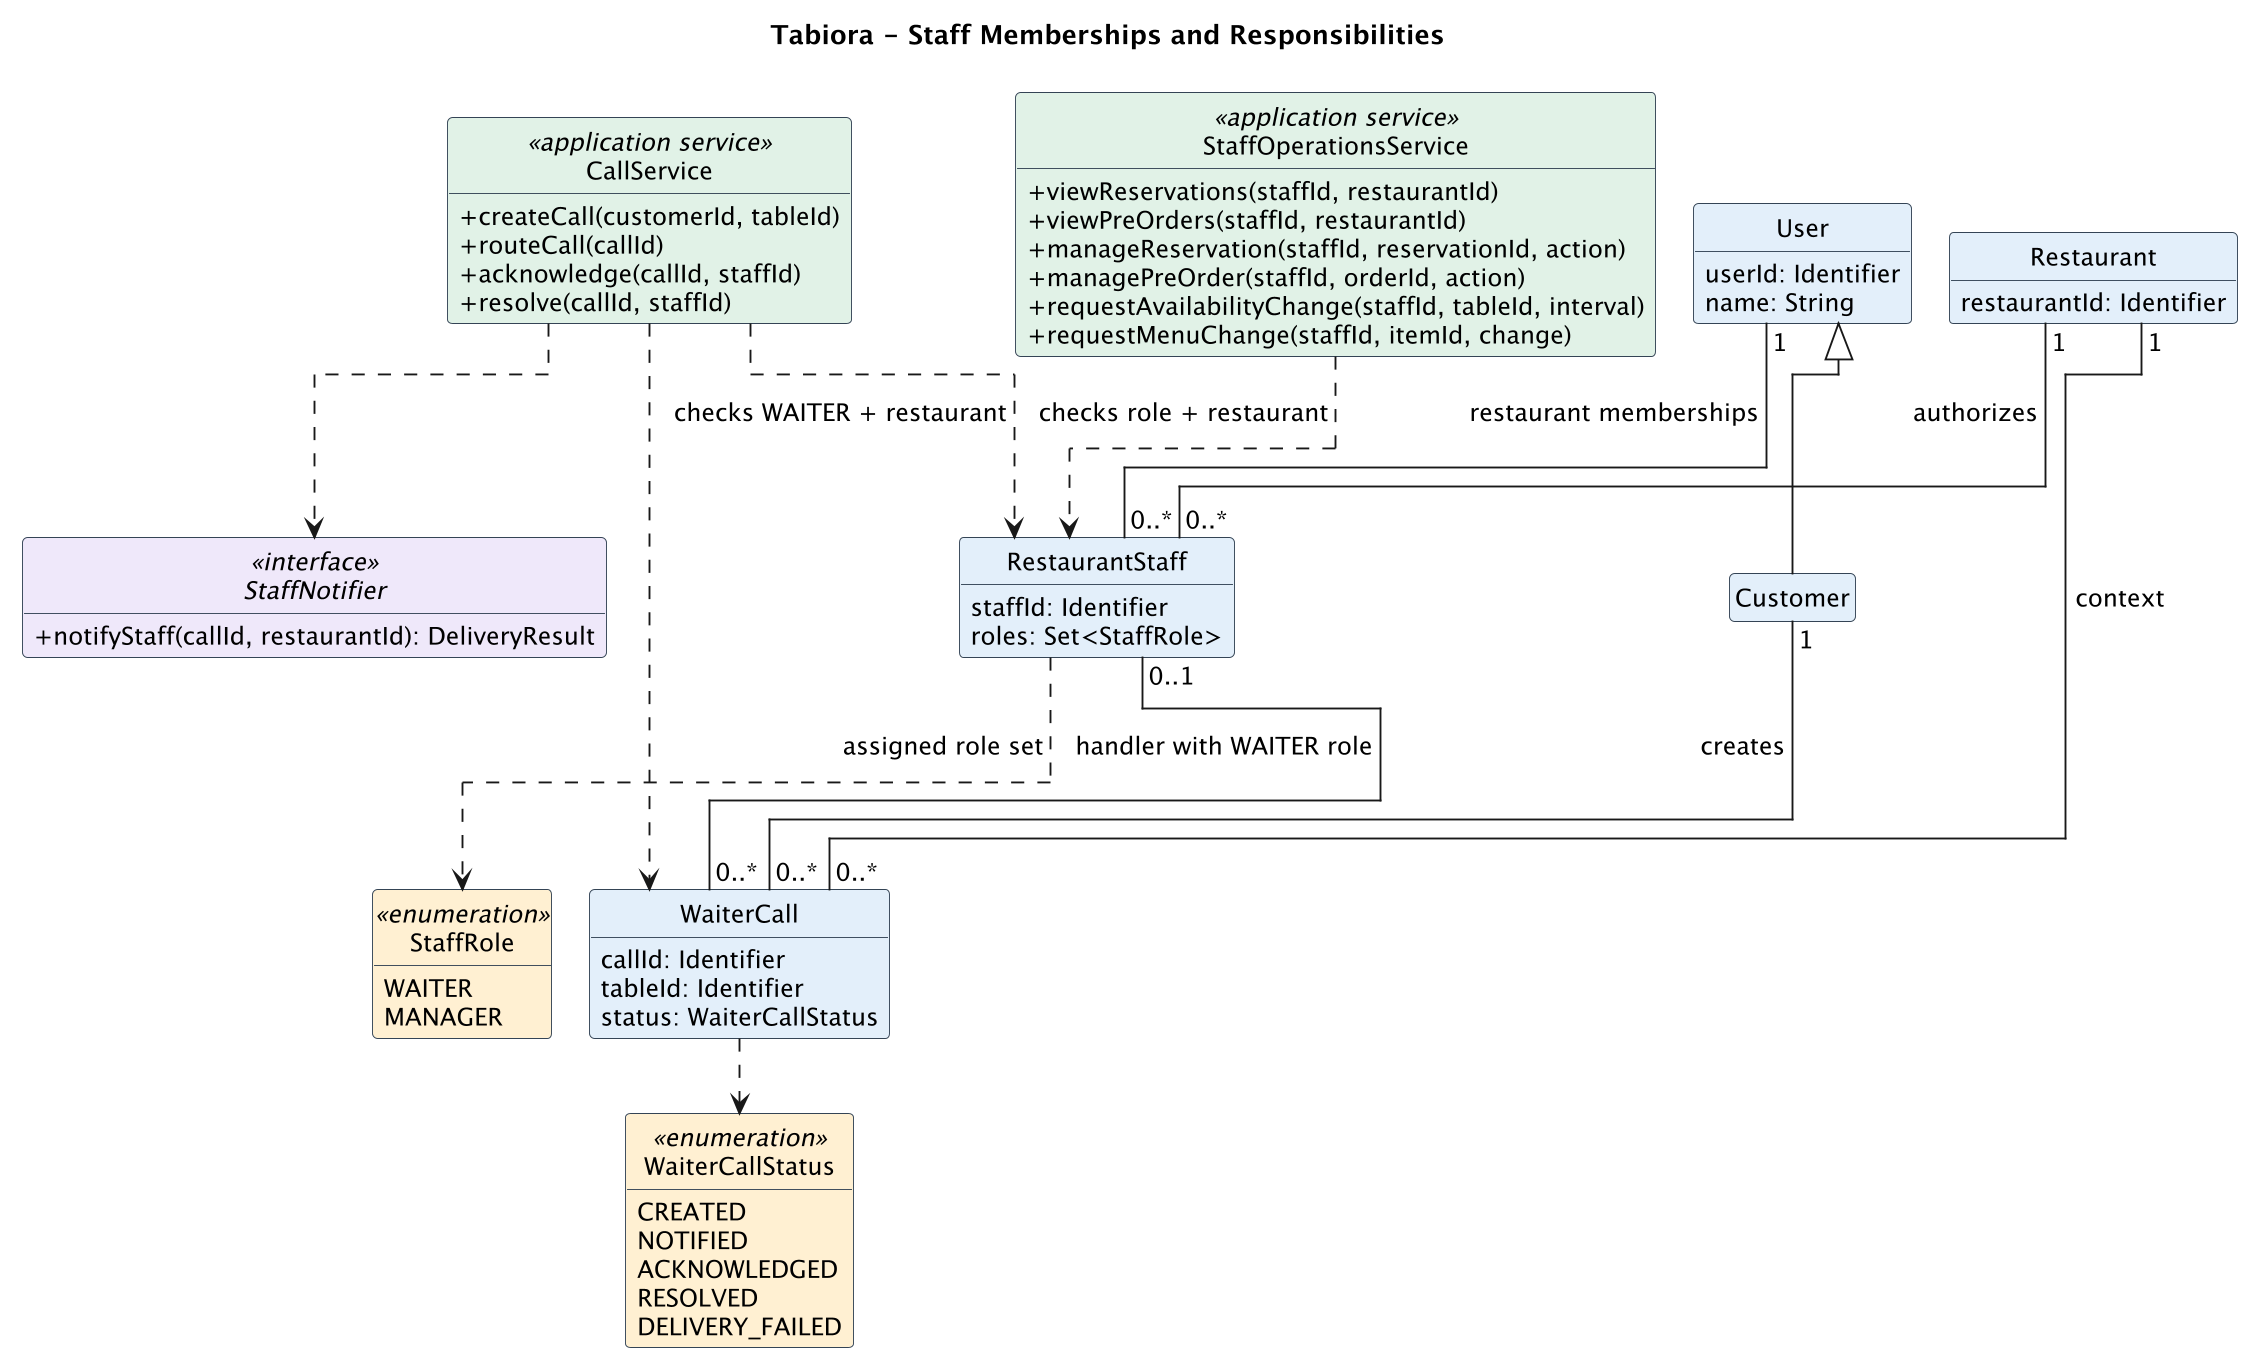 Tabiora – Staff Memberships and Responsibilities
«application service»
CallService
+createCall(customerId, tableId)
+routeCall(callId)
+acknowledge(callId, staffId)
+resolve(callId, staffId)
«application service»
StaffOperationsService
+viewReservations(staffId, restaurantId)
+viewPreOrders(staffId, restaurantId)
+manageReservation(staffId, reservationId, action)
+managePreOrder(staffId, orderId, action)
+requestAvailabilityChange(staffId, tableId, interval)
+requestMenuChange(staffId, itemId, change)
User
userId: Identifier
name: String
Restaurant
restaurantId: Identifier
1
1
1
checks WAITER + restaurant
checks role + restaurant
restaurant memberships
authorizes
0..*
0..*
«interface»
StaffNotifier
+notifyStaff(callId, restaurantId): DeliveryResult
RestaurantStaff
staffId: Identifier
roles: Set<StaffRole>
Customer
context
1
0..1
assigned role set
handler with WAITER role
creates
0..*
0..*
0..*
«enumeration»
StaffRole
WAITER
MANAGER
WaiterCall
callId: Identifier
tableId: Identifier
status: WaiterCallStatus
«enumeration»
WaiterCallStatus
CREATED
NOTIFIED
ACKNOWLEDGED
RESOLVED
DELIVERY_FAILED